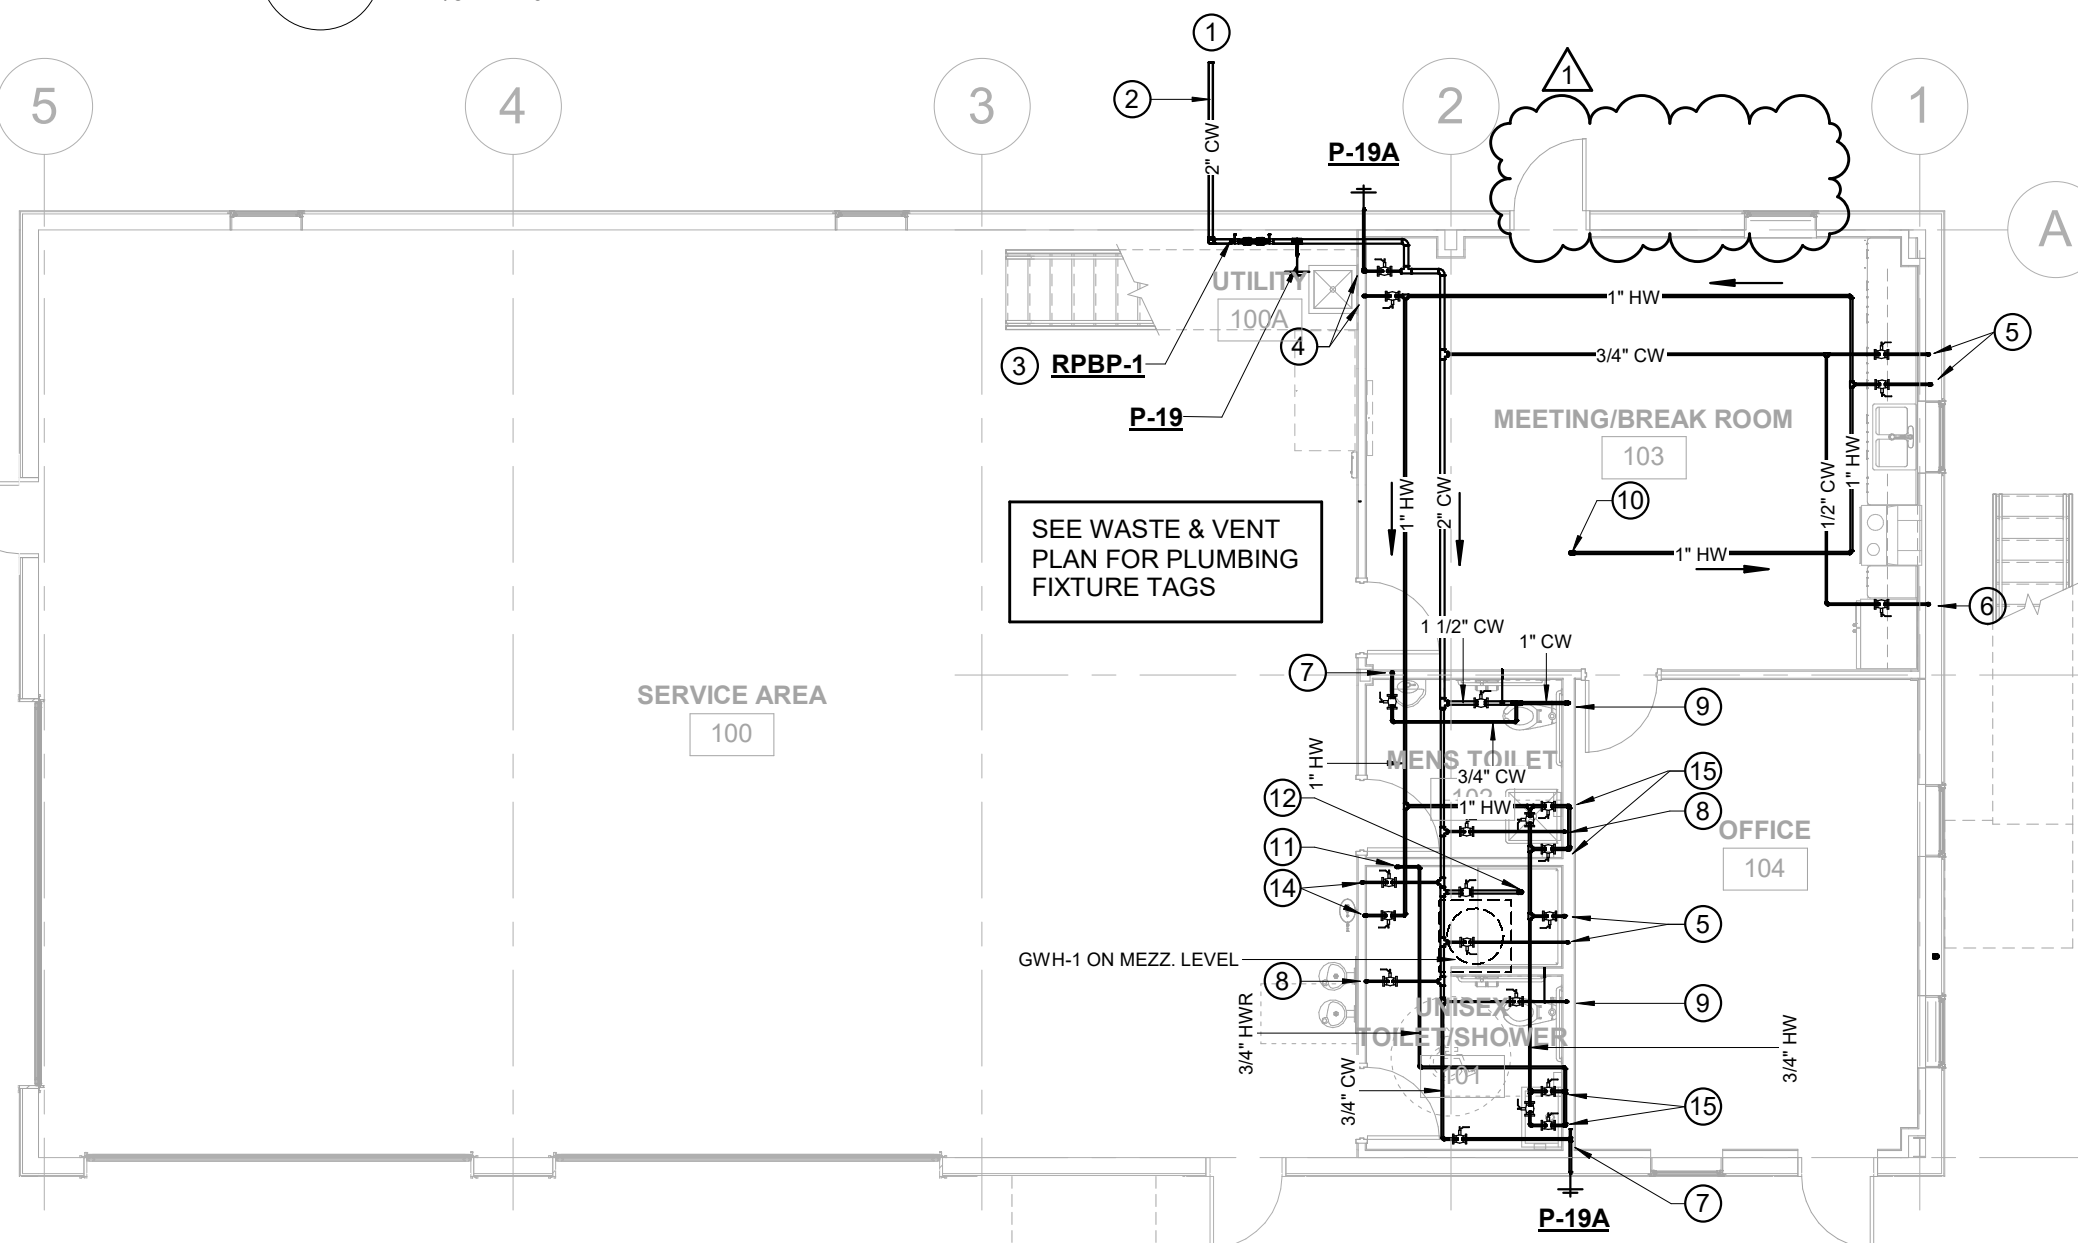 1
1
2
5
4
3
2
1
2" CW
P-19A
A
UTILITY
100A
1" HW
3/4" CW
5
4
3
RPBP-1
P-19
MEETING/BREAK ROOM
103
1" HW
2" CW
1/2" CW
1" HW
10
1" HW
SEE WASTE & VENT
PLAN FOR PLUMBING
FIXTURE TAGS
6
1 1/2" CW
1" CW
7
SERVICE AREA
100
9
1" HW
MENS TOILET
102
3/4" CW
1" HW
15
12
8
OFFICE
104
11
14
5
GWH-1 ON MEZZ. LEVEL
8
9
UNISEX
TOILET/SHOWER
101
3/4" HWR
3/4" CW
3/4" HW
15
7
P-19A